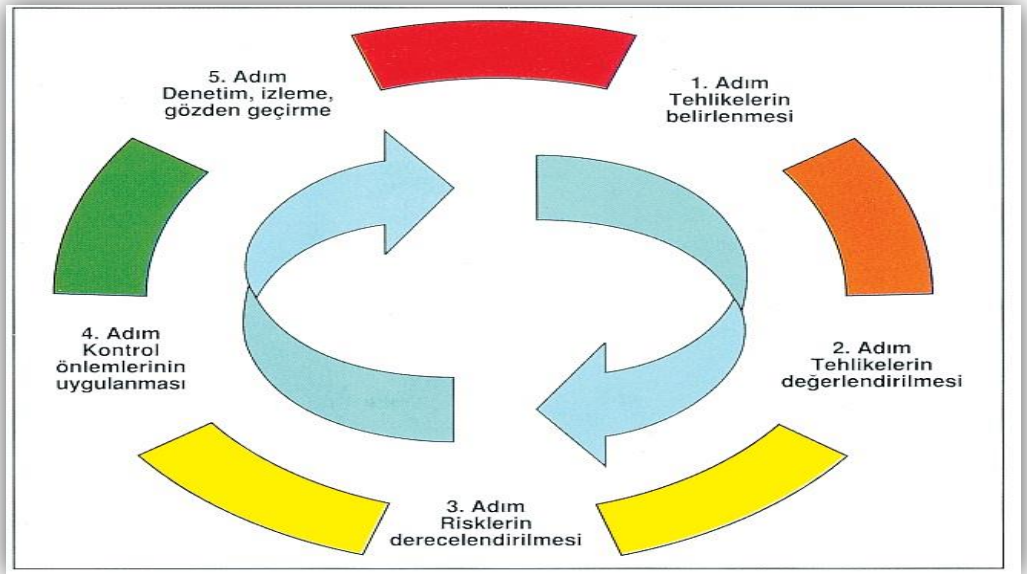 1. Adım
Tehlikelerin
belirlenmesi
2. Adım
Tehlikelerin
değerlendirilmesi
3. Adım
Risklerin
derecelendirilmesi
4. Adım
Kontrol
önlemlerinin
uygulanması
5. Adım
Denetim, izleme,
gözden geçirme